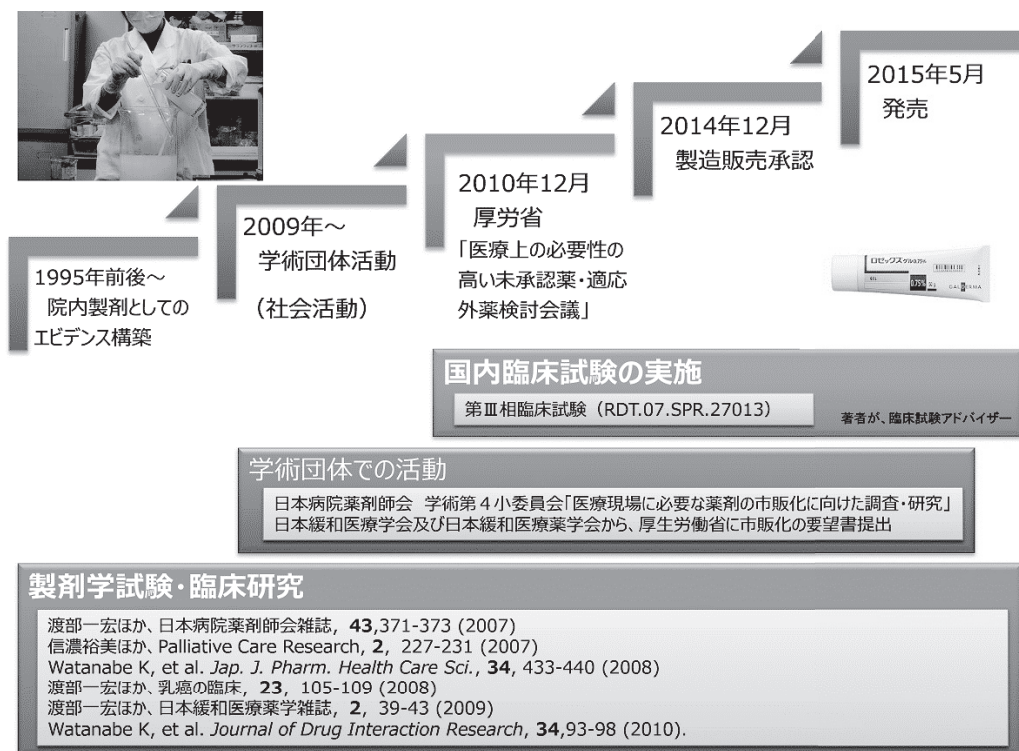 1995年前後～
院内製剤としての
エビデンス構築
2009年～
学術団体活動
（社会活動）
2010年12月
厚労省
「医療上の必要性の
高い未承認薬・適応
外薬検討会議」
2014年12月
製造販売承認
2015年5月
発売
ロゼックスゲル0.75%
0.75%
GALDERMA
国内臨床試験の実施
第Ⅲ相臨床試験（RDT.07.SPR.27013）
著者が、臨床試験アドバイザー
学術団体での活動
日本病院薬剤師会 学術第４小委員会「医療現場に必要な薬剤の市販化に向けた調査・研究」
日本緩和医療学会及び日本緩和医療薬学会から、厚生労働省に市販化の要望書提出
製剤学試験・臨床研究
渡部一宏ほか、日本病院薬剤師会雑誌，43,371-373 (2007)
信濃裕美ほか、Palliative Care Research, 2，227-231 (2007)
Watanabe K, et al. Jap. J. Pharm. Health Care Sci., 34, 433-440 (2008)
渡部一宏ほか、乳癌の臨床，23，105-109 (2008)
渡部一宏ほか、日本緩和医療薬学雑誌，2，39-43 (2009)
Watanabe K, et al. Journal of Drug Interaction Research, 34,93-98 (2010).